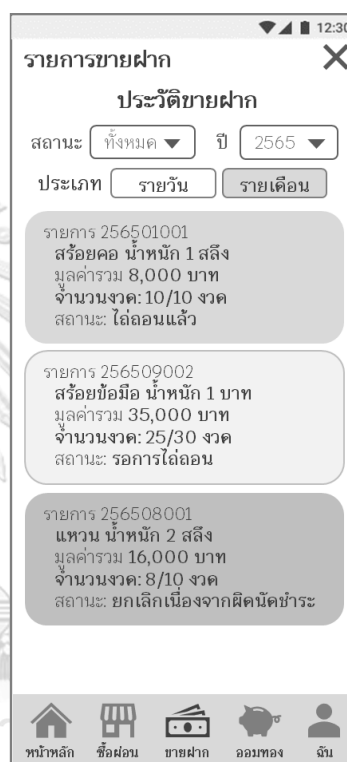 12:30
รายการขายฝาก
ประวัติขายฝาก
สถานะ ทั้งหมด ปี 2565
ประเภท รายวัน รายเดือน
รายการ 256501001
สร้อยคอ น้ำหนัก 1 สลึง
มูลค่ารวม 8,000 บาท
จำนวนงวด: 10/10 งวด
สถานะ: ไถ่ถอนแล้ว
รายการ 256509002
สร้อยข้อมือ น้ำหนัก 1 บาท
มูลค่ารวม 35,000 บาท
จำนวนงวด: 25/30 งวด
สถานะ: รอการไถ่ถอน
รายการ 256508001
แหวน น้ำหนัก 2 สลึง
มูลค่ารวม 16,000 บาท
จำนวนงวด: 8/10 งวด
สถานะ: ยกเลิกเนื่องจากผิดนัดชำระ
หน้าหลัก ซื้อผ่อน ขายฝาก ออมทอง ฉัน